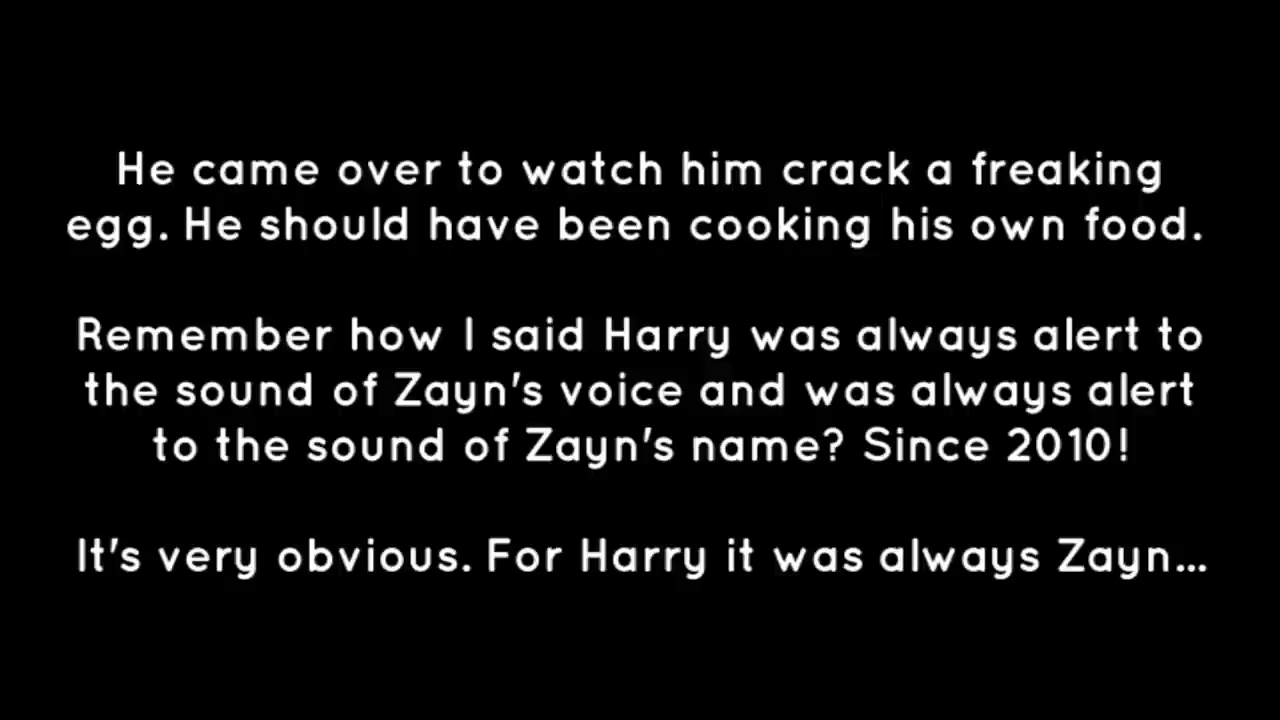 He came over to watch him crack a freaking
egg. He should have been cooking his own food.
Remember how I said Harry was always alert to
the sound of Zayn's voice and was always alert
to the sound of Zayn's name? Since 2010!
It's very obvious. For Harry it was always Zayn...